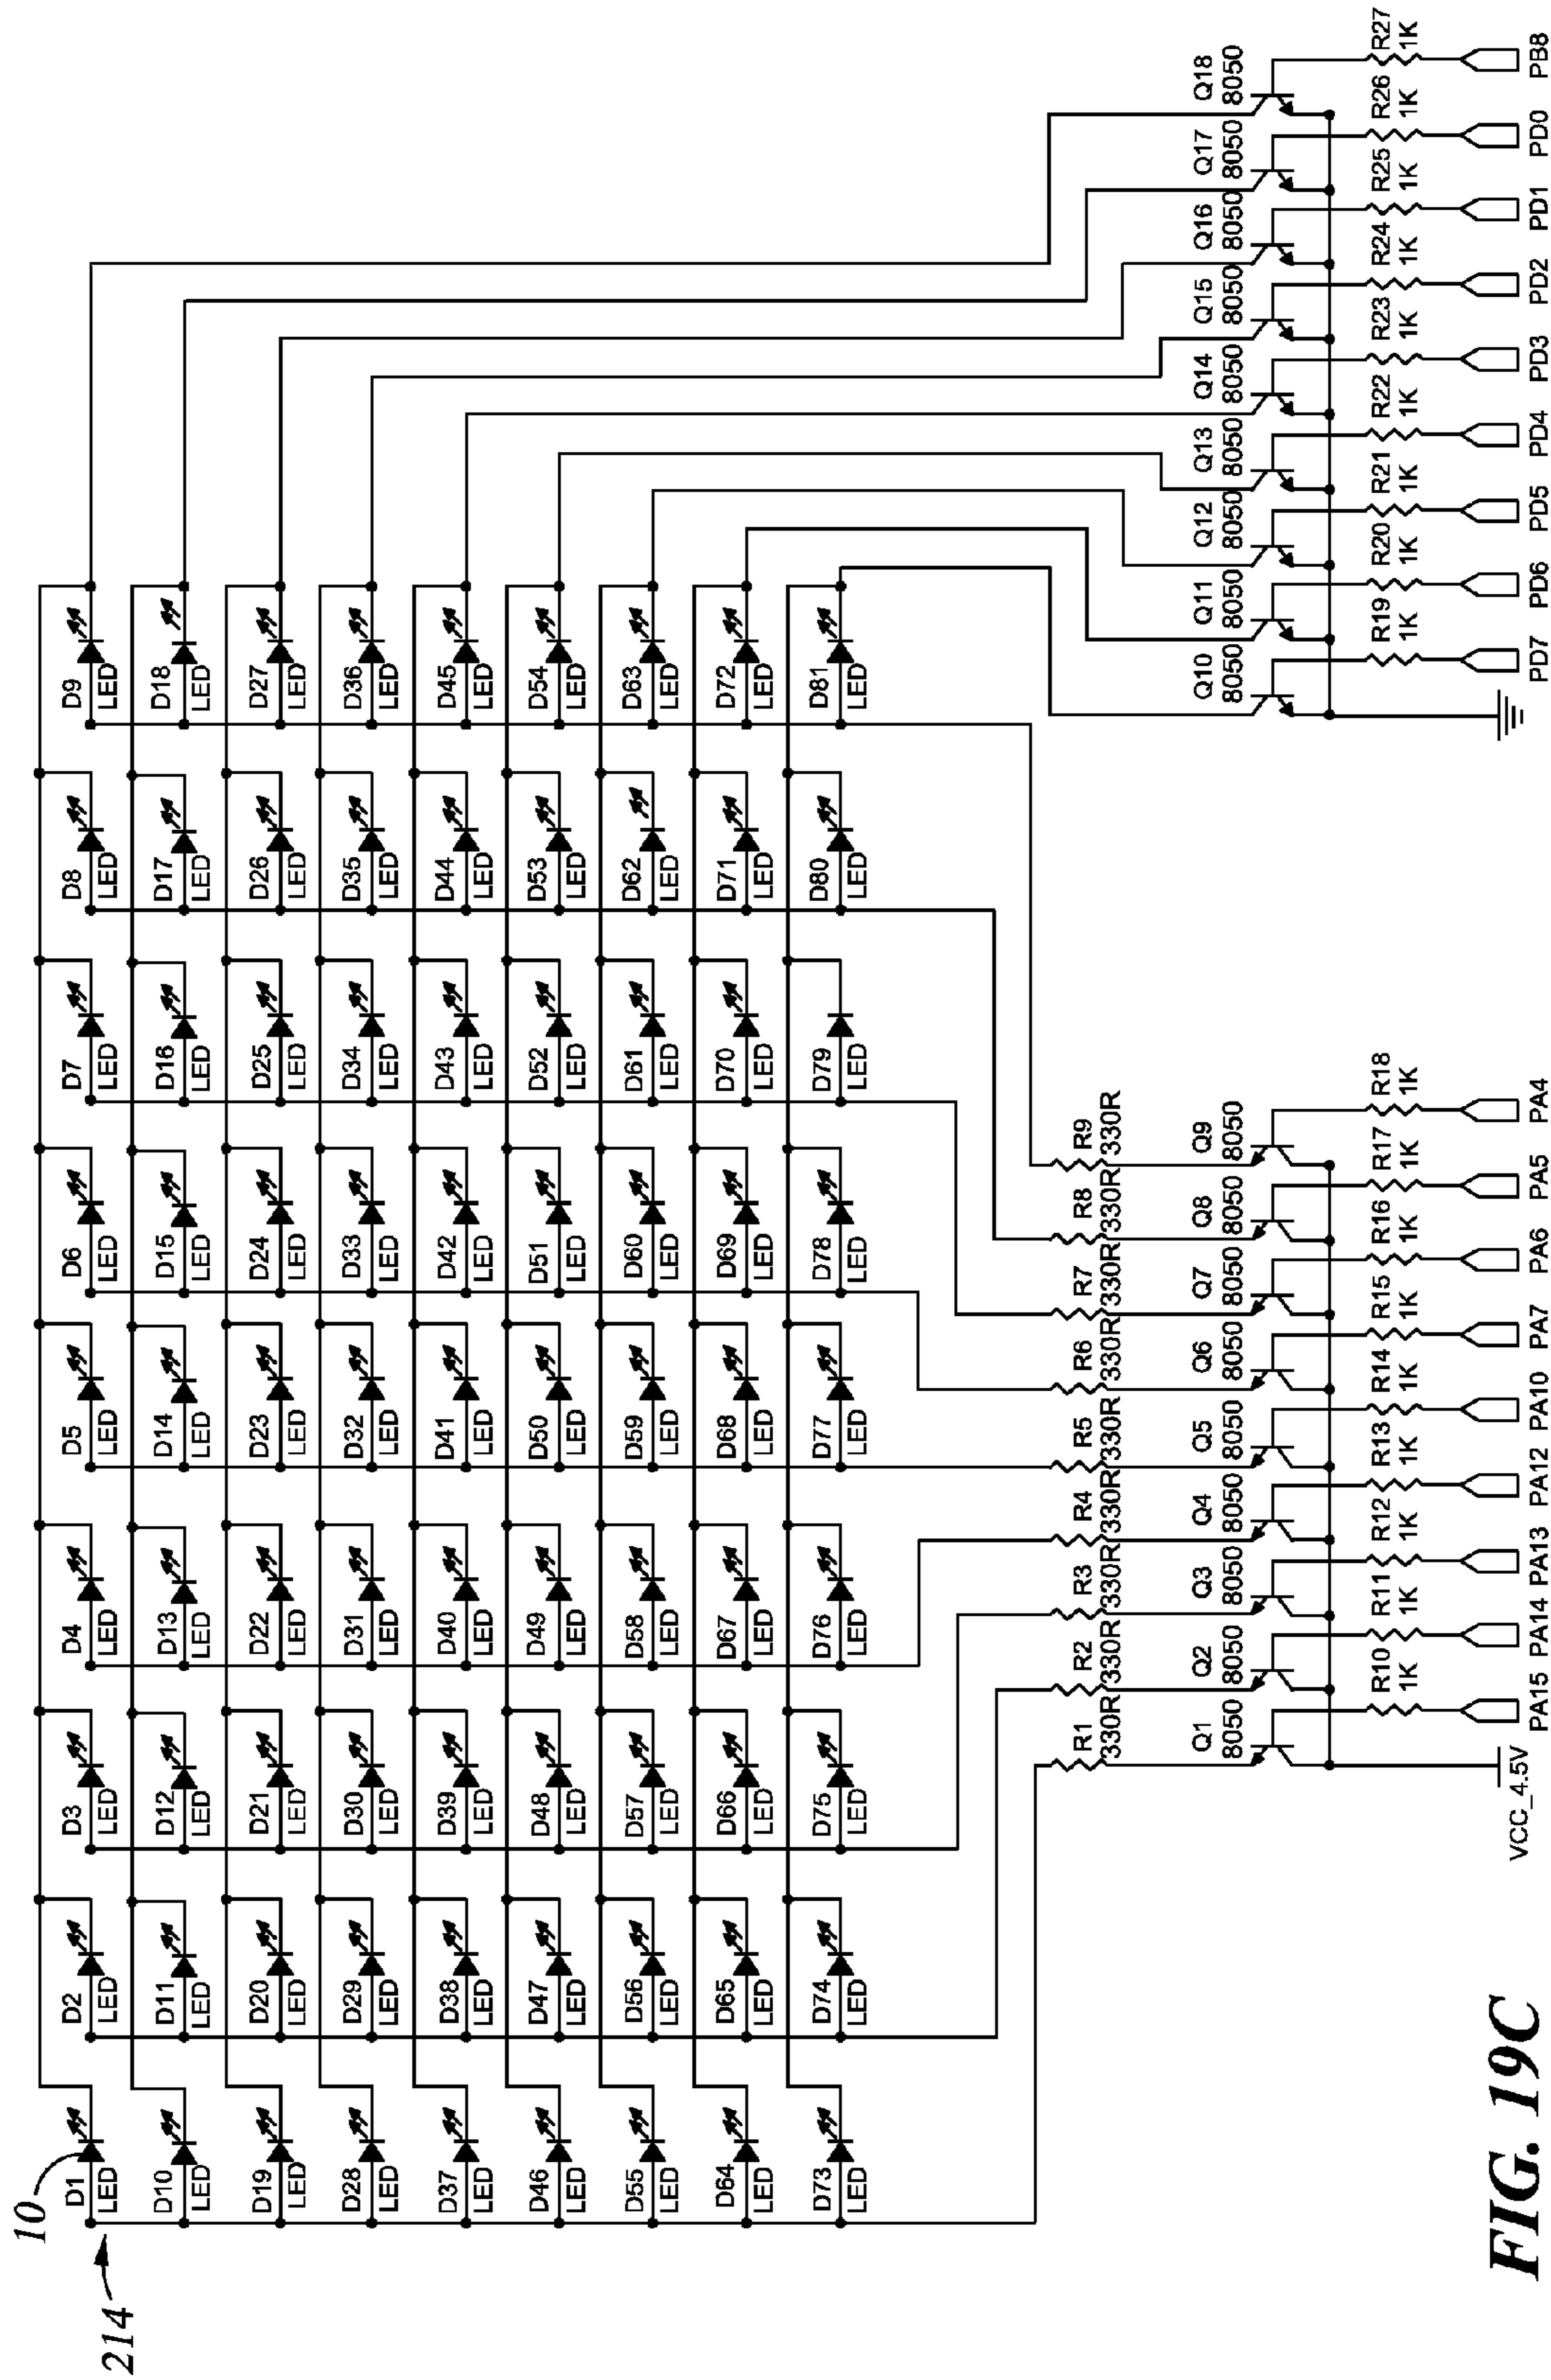 10
D1 D2 D3 D4 D5 D6 D7 D8 D9
LED LED LED LED LED LED LED LED LED
214
D10 D11 D12 D13 D14 D15 D16 D17 D18
LED LED LED LED LED LED LED LED LED
D19 D20 D21 D22 D23 D24 D25 D26 D27
LED LED LED LED LED LED LED LED LED
D28 D29 D30 D31 D32 D33 D34 D35 D36
LED LED LED LED LED LED LED LED LED
D37 D38 D39 D40 D41 D42 D43 D44 D45
LED LED LED LED LED LED LED LED LED
D46 D47 D48 D49 D50 D51 D52 D53 D54
LED LED LED LED LED LED LED LED LED
D55 D56 D57 D58 D59 D60 D61 D62 D63
LED LED LED LED LED LED LED LED LED
D64 D65 D66 D67 D68 D69 D70 D71 D72
LED LED LED LED LED LED LED LED LED
D73 D74 D75 D76 D77 D78 D79 D80 D81
LED LED LED LED LED LED LED LED LED
R1 R2 R3 R4 R5 R6 R7 R8 R9
330R 330R 330R 330R 330R 330R 330R 330R 330R
Q1 Q2 Q3 Q4 Q5 Q6 Q7 Q8 Q9 Q10 Q11 Q12 Q13 Q14 Q15 Q16 Q17 Q18
8050 8050 8050 8050 8050 8050 8050 8050 8050 8050 8050 8050 8050 8050 8050 8050 8050 8050
R10 R11 R12 R13 R14 R15 R16 R17 R18 R19 R20 R21 R22 R23 R24 R25 R26 R27
1K 1K 1K 1K 1K 1K 1K 1K 1K 1K 1K 1K 1K 1K 1K 1K 1K 1K
VCC_4.5V
PA15 PA14 PA13 PA12 PA10 PA7 PA6 PA5 PA4 PD7 PD6 PD5 PD4 PD3 PD2 PD1 PD0 PB8
FIG. 19C